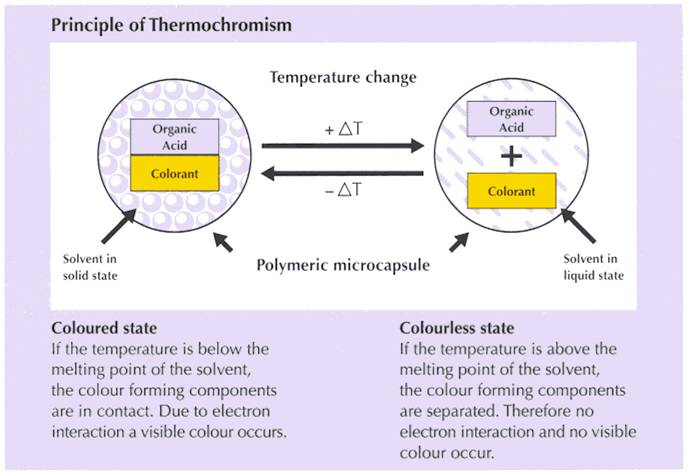 Principle of Thermochromism
Temperature change
Organic
Acid
Colorant
+ △T
− △T
Organic
Acid
+
Colorant
Solvent in
solid state
Polymeric microcapsule
Solvent in
liquid state
Coloured state
If the temperature is below the
melting point of the solvent,
the colour forming components
are in contact. Due to electron
interaction a visible colour occurs.
Colourless state
If the temperature is above the
melting point of the solvent,
the colour forming components
are separated. Therefore no
electron interaction and no visible
colour occur.